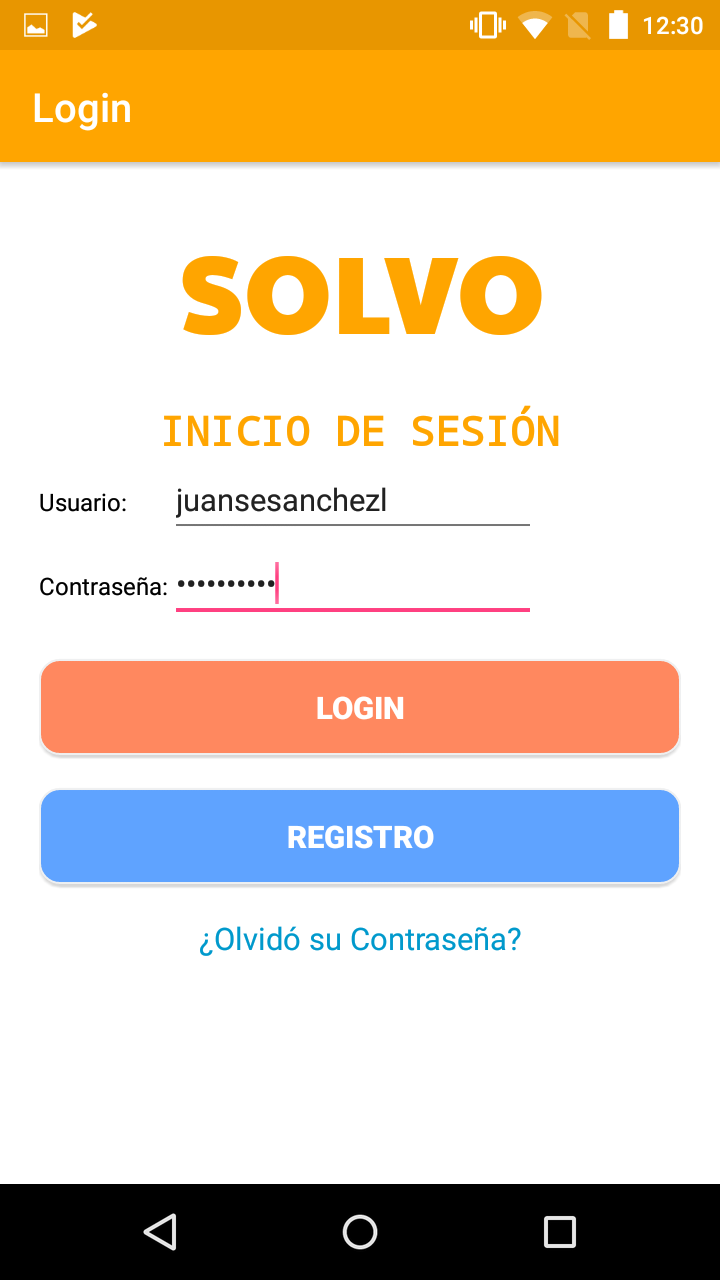 12:30
Login
SOLVO
INICIO DE SESIÓN
Usuario: juansesanchezl
Contraseña: ••••••••••
LOGIN
REGISTRO
¿Olvidó su Contraseña?